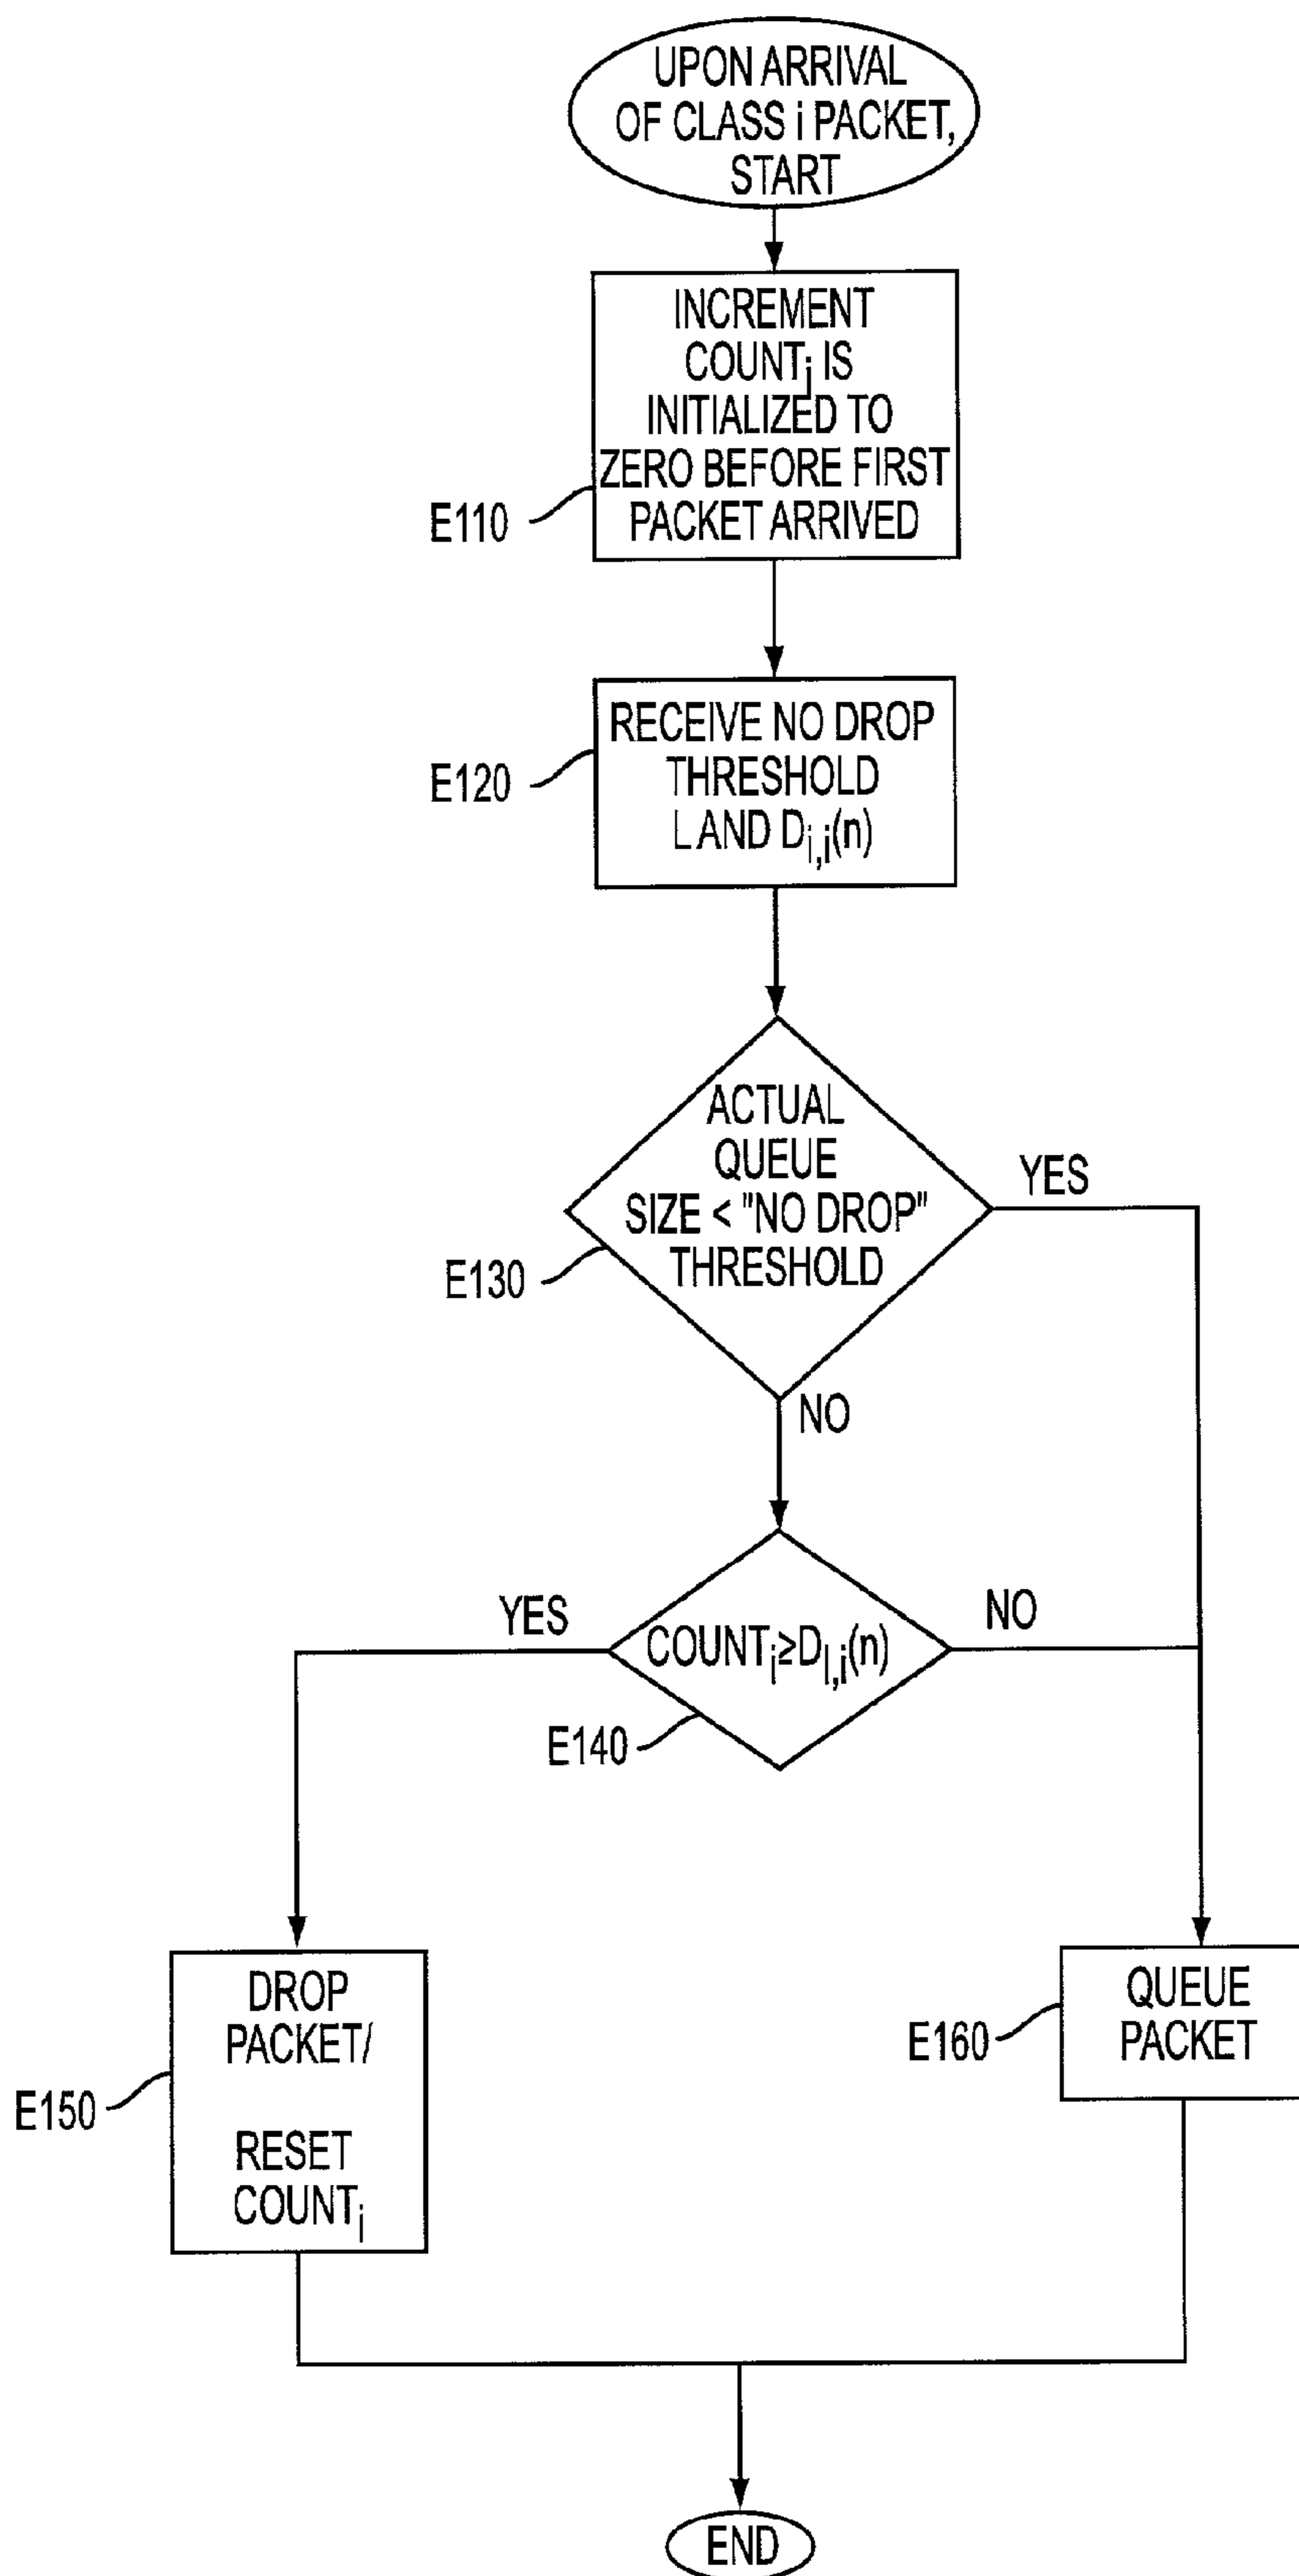 UPON ARRIVAL
OF CLASS i PACKET,
START
INCREMENT
COUNTi IS
INITIALIZED TO
ZERO BEFORE FIRST
PACKET ARRIVED
E110
RECEIVE NO DROP
THRESHOLD
L AND Di,i(n)
E120
ACTUAL
QUEUE
SIZE < "NO DROP"
THRESHOLD
E130
YES
NO
COUNTi≥Dl,i(n)
YES
NO
E140
DROP
PACKET/
RESET
COUNTi
E150
QUEUE
PACKET
E160
END